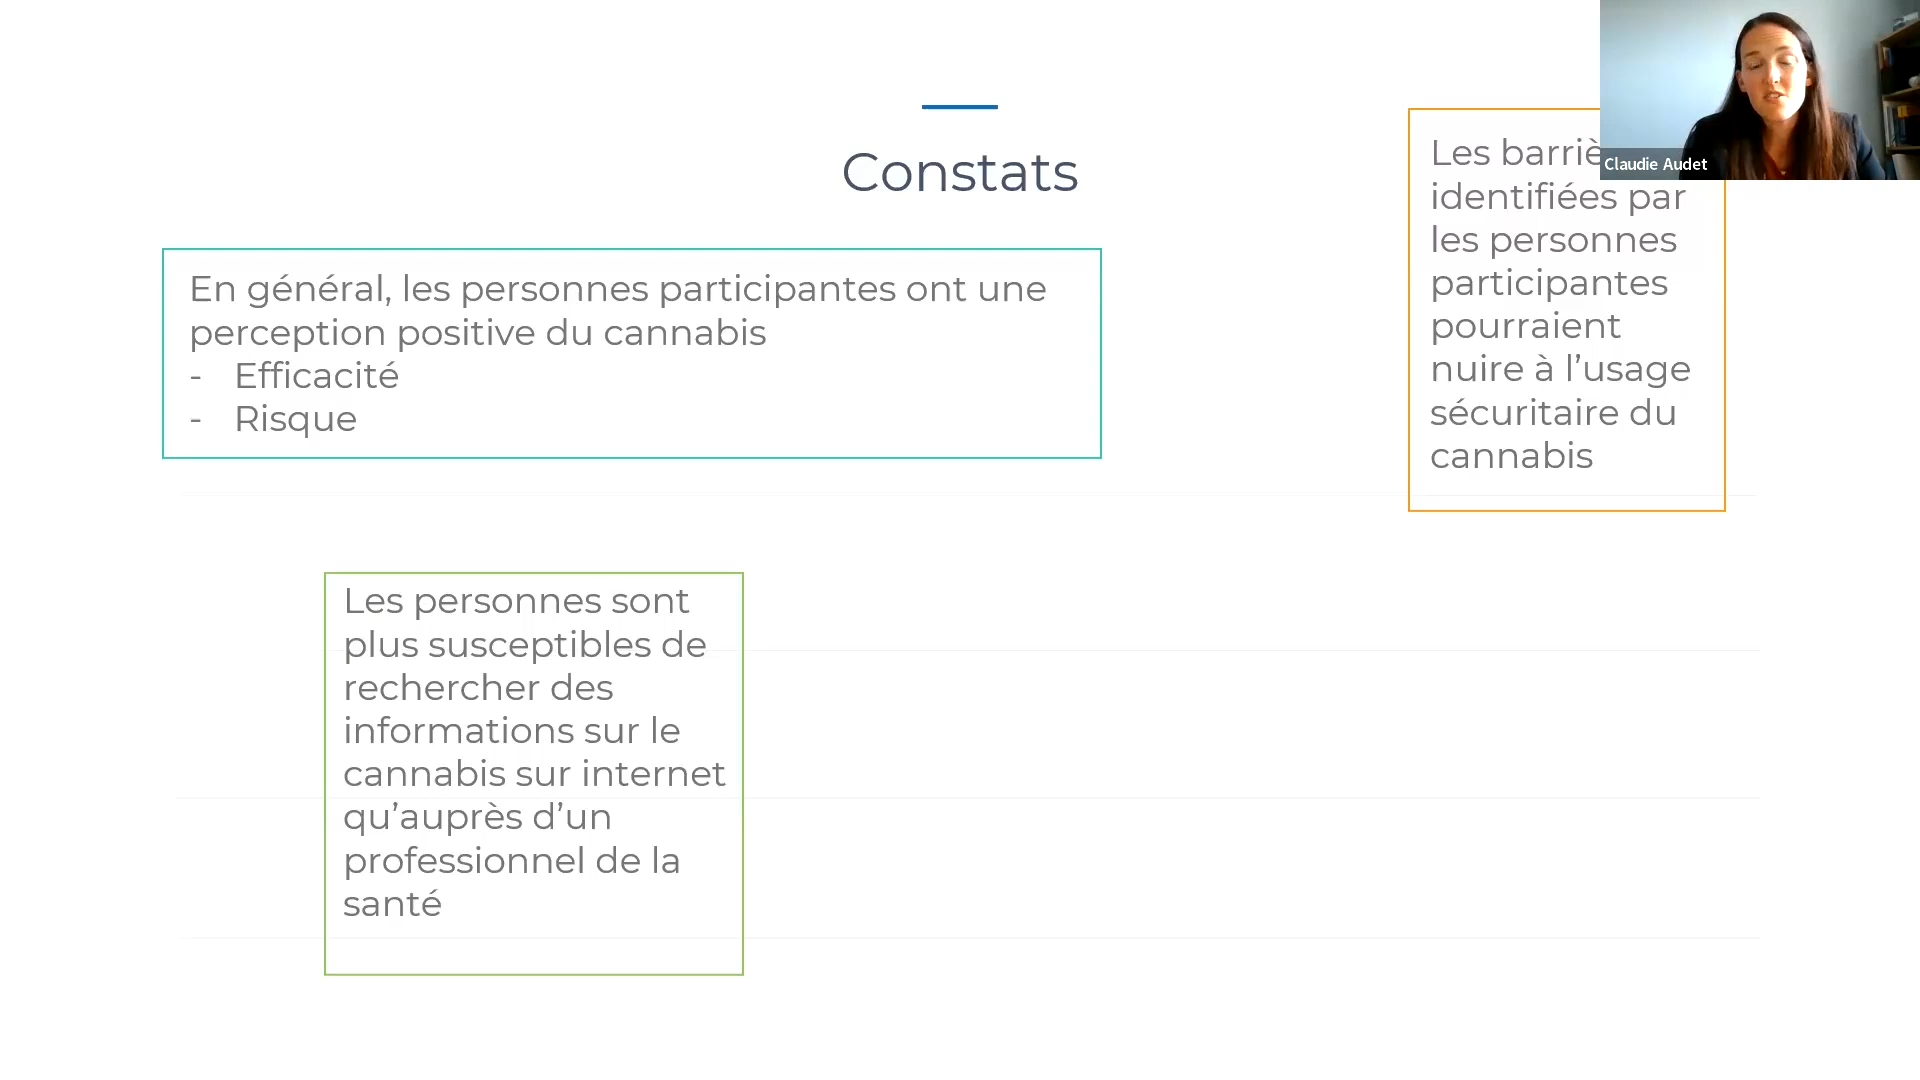 Constats
En général, les personnes participantes ont une
perception positive du cannabis
- Efficacité
- Risque
Les personnes sont
plus susceptibles de
rechercher des
informations sur le
cannabis sur internet
qu’auprès d’un
professionnel de la
santé
Les
identifiées par
les personnes
participantes
pourraient
nuire à l’usage
sécuritaire du
cannabis
Claudie Audet